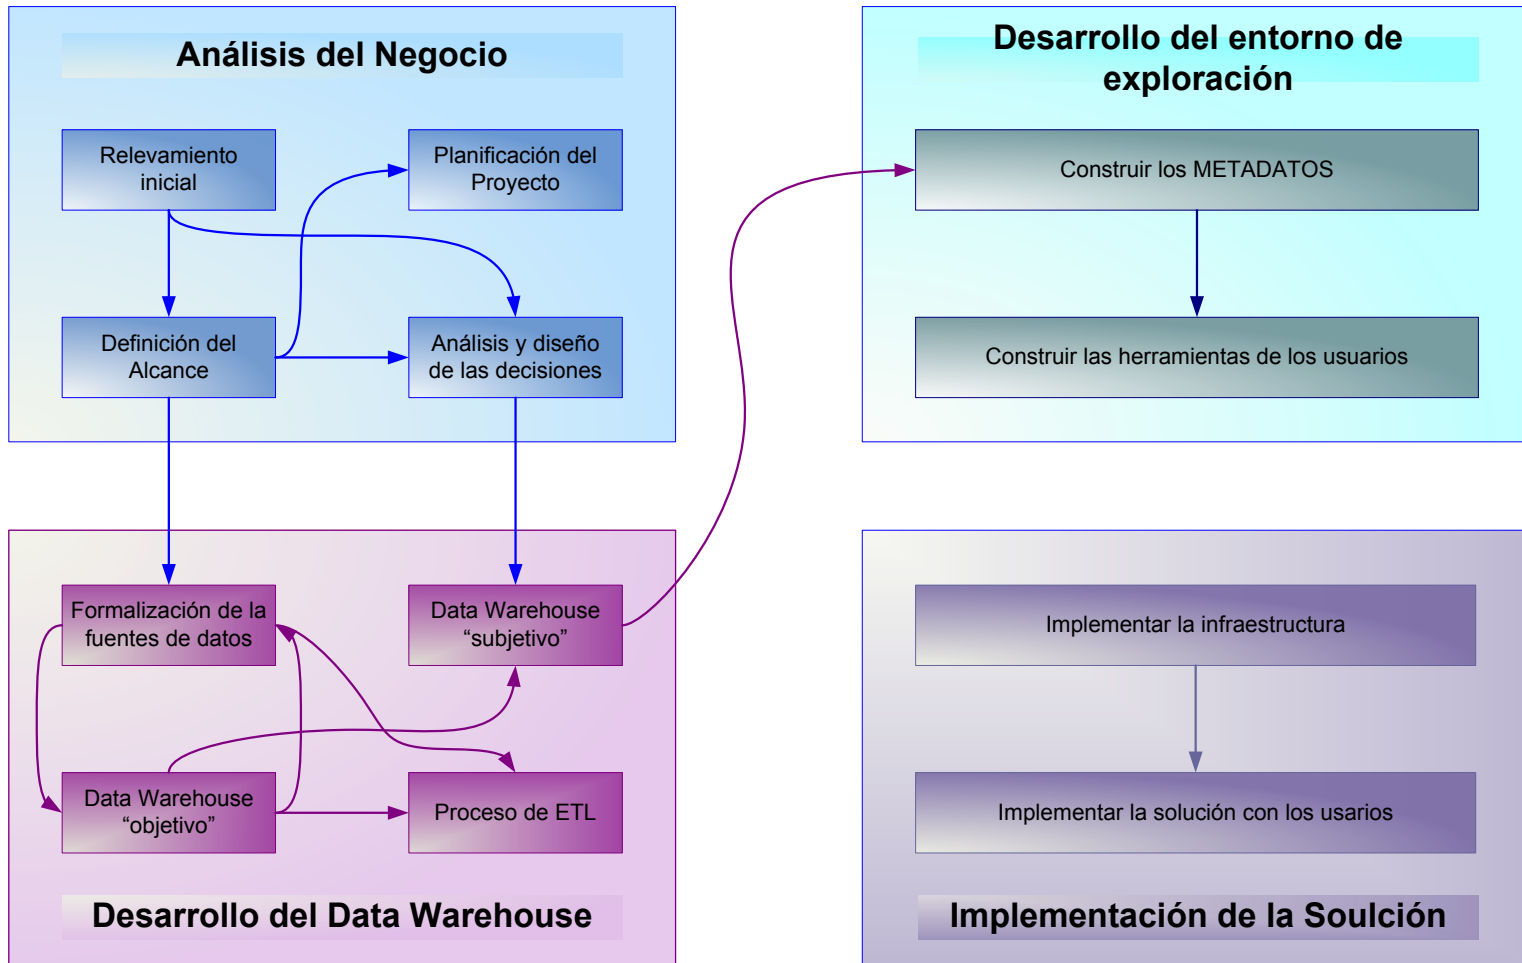 Análisis del Negocio
Relevamiento
inicial
Planificación del
Proyecto
Definición del
Alcance
Análisis y diseño
de las decisiones
Desarrollo del entorno de
exploración
Construir los METADATOS
Construir las herramientas de los usuarios
Formalización de la
fuentes de datos
Data Warehouse
“subjetivo”
Data Warehouse
“objetivo”
Proceso de ETL
Desarrollo del Data Warehouse
Implementar la infraestructura
Implementar la solución con los usarios
Implementación de la Soulción